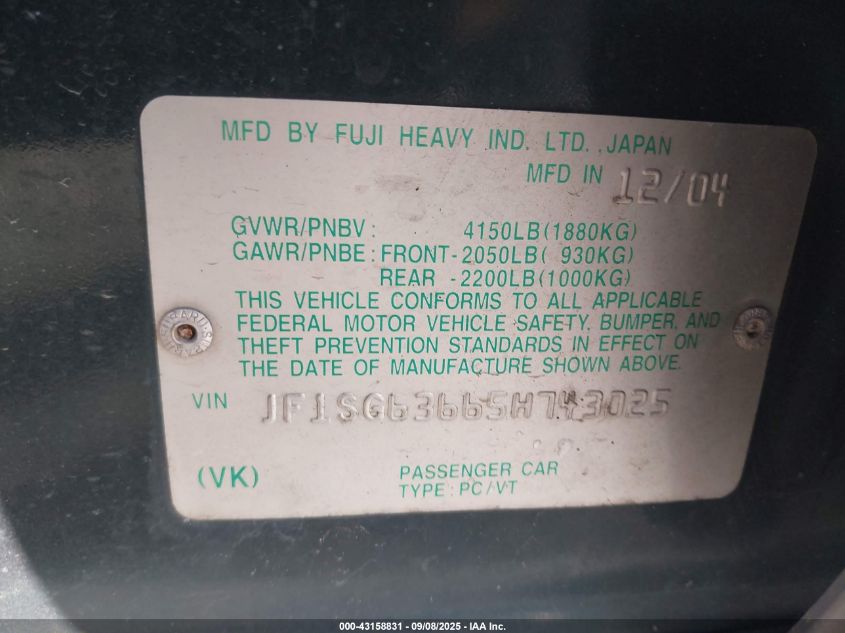 MFD BY FUJI HEAVY IND. LTD. ,JAPAN
MFD IN 12/04
GVWR/PNBV: 4150LB(1880KG)
GAWR/PNBE:FRONT-2050LB( 930KG)
REAR -2200LB(1000KG)
THIS VEHICLE CONFORMS TO ALL APPLICABLE
FEDERAL MOTOR VEHICLE SAFETY, BUMPER, AND
THEFT PREVENTION STANDARDS IN EFFECT ON
THE DATE OF MANUFACTURE SHOWN ABOVE.
VIN JF1SG63665H743025
(VK) PASSENGER CAR
TYPE:PC/VT
000-43158831 - 09/08/2025 - IAA Inc.